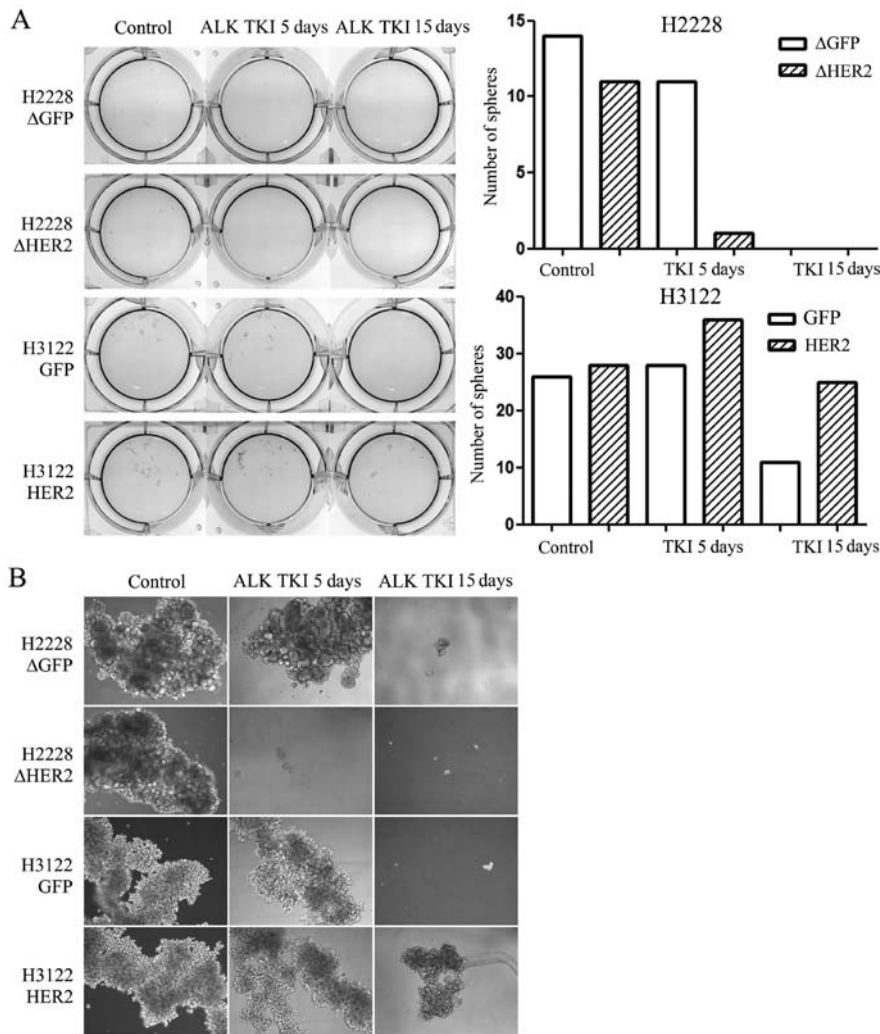 A
Control ALK TKI 5 days ALK TKI 15 days
H2228
ΔGFP
H2228
ΔHER2
H3122
GFP
H3122
HER2
H2228
ΔGFP
ΔHER2
Number of spheres
15
10
5
0
Control TKI 5 days TKI 15 days
H3122
GFP
HER2
Number of spheres
40
30
20
10
0
Control TKI 5 days TKI 15 days
B
Control ALK TKI 5 days ALK TKI 15 days
H2228
ΔGFP
H2228
ΔHER2
H3122
GFP
H3122
HER2